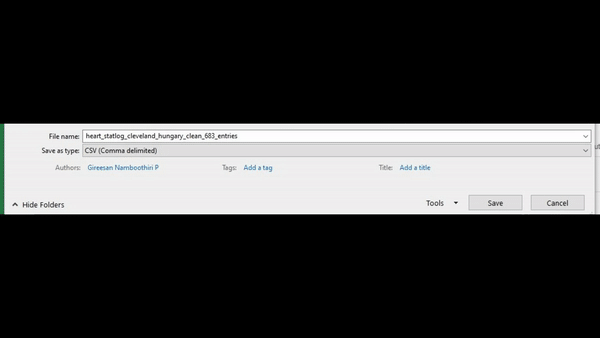 File name: heart_statlog_cleveland_hungary_clean_683_entries
Save as type: CSV (Comma delimited)
Authors: Gireesan Namboothiri P Tags: Add a tag Title: Add a title
Hide Folders Tools Save Cancel